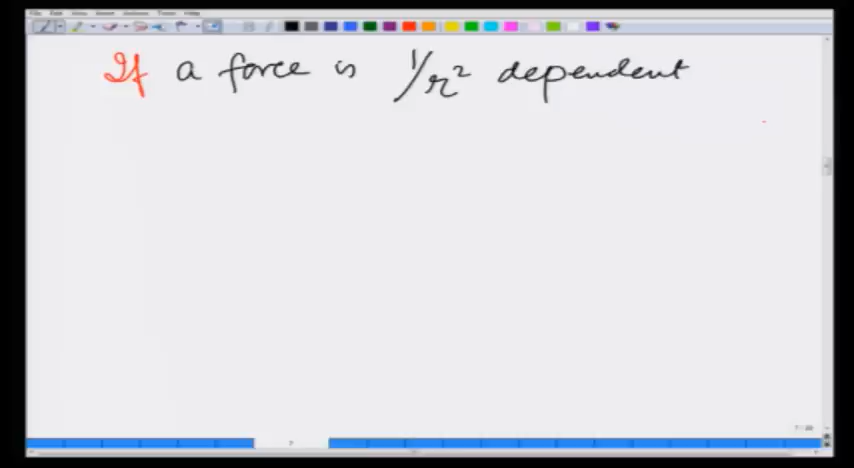 If a force is 1/r² dependent